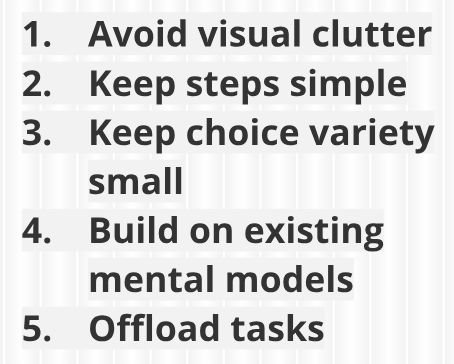 1. Avoid visual clutter
2. Keep steps simple
3. Keep choice variety
small
4. Build on existing
mental models
5. Offload tasks